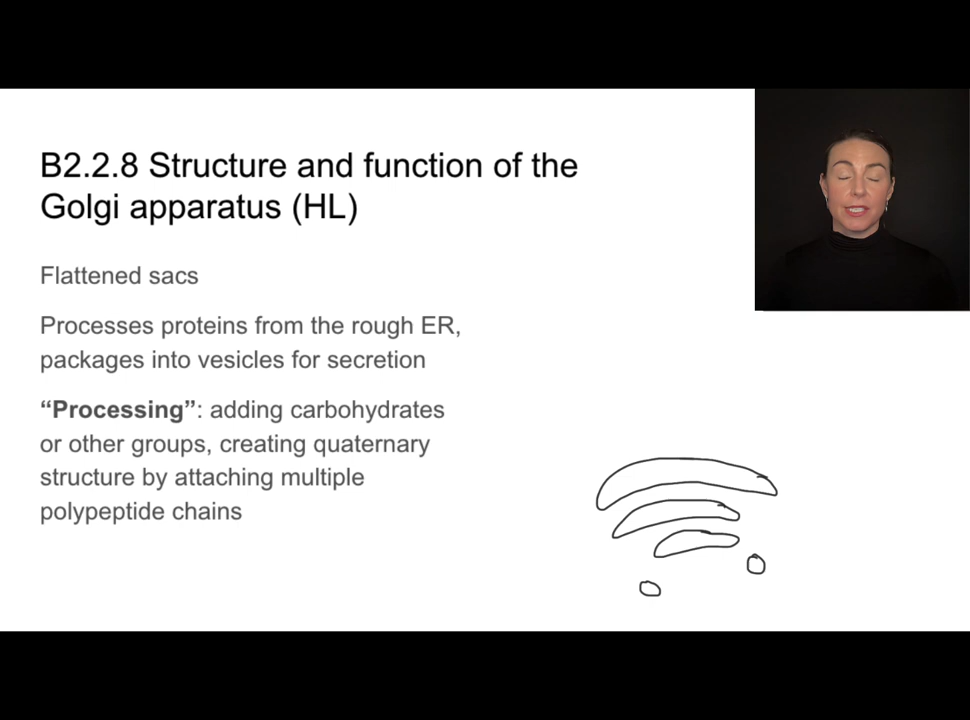 B2.2.8 Structure and function of the
Golgi apparatus (HL)
Flattened sacs
Processes proteins from the rough ER,
packages into vesicles for secretion
“Processing”: adding carbohydrates
or other groups, creating quaternary
structure by attaching multiple
polypeptide chains